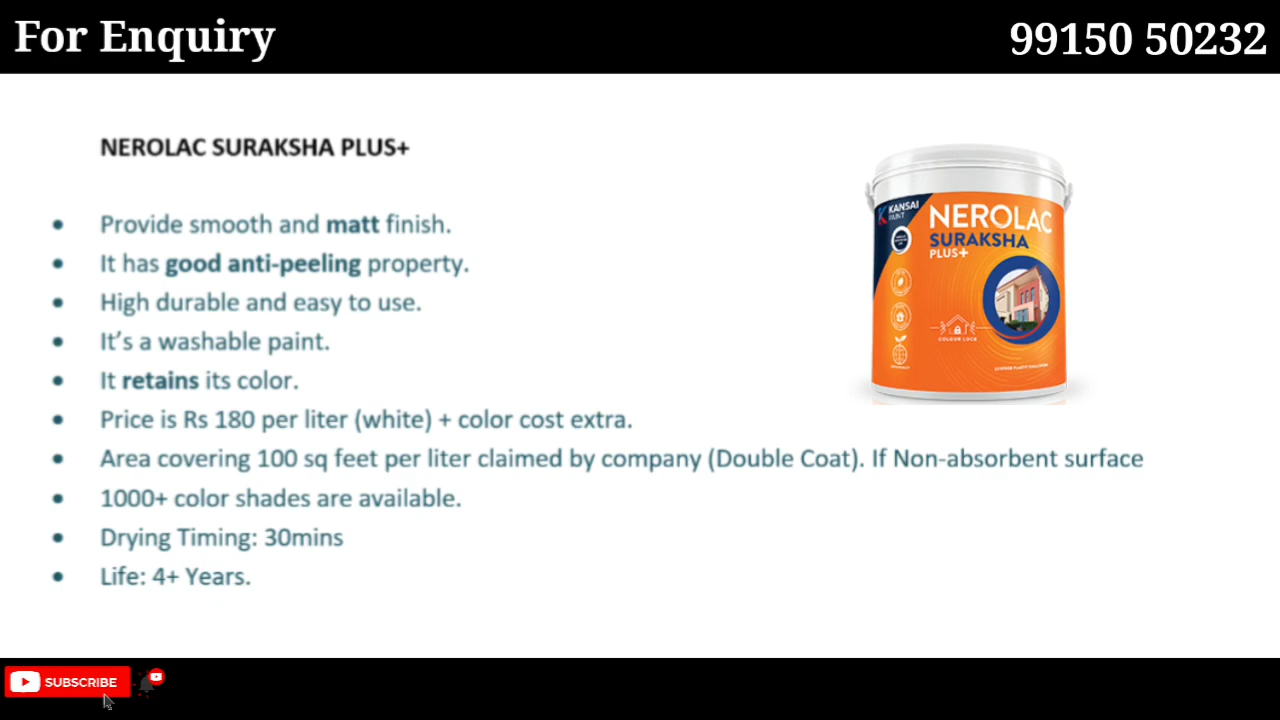 For Enquiry
99150 50232
NEROLAC SURAKSHA PLUS+
KANSAI
PAINT
NEROLAC
SURAKSHA
PLUS+
COLOUR LOCK
• Provide smooth and matt finish.
• It has good anti-peeling property.
• High durable and easy to use.
• It’s a washable paint.
• It retains its color.
• Price is Rs 180 per liter (white) + color cost extra.
• Area covering 100 sq feet per liter claimed by company (Double Coat). If Non-absorbent surface
• 1000+ color shades are available.
• Drying Timing: 30mins
• Life: 4+ Years.
SUBSCRIBE